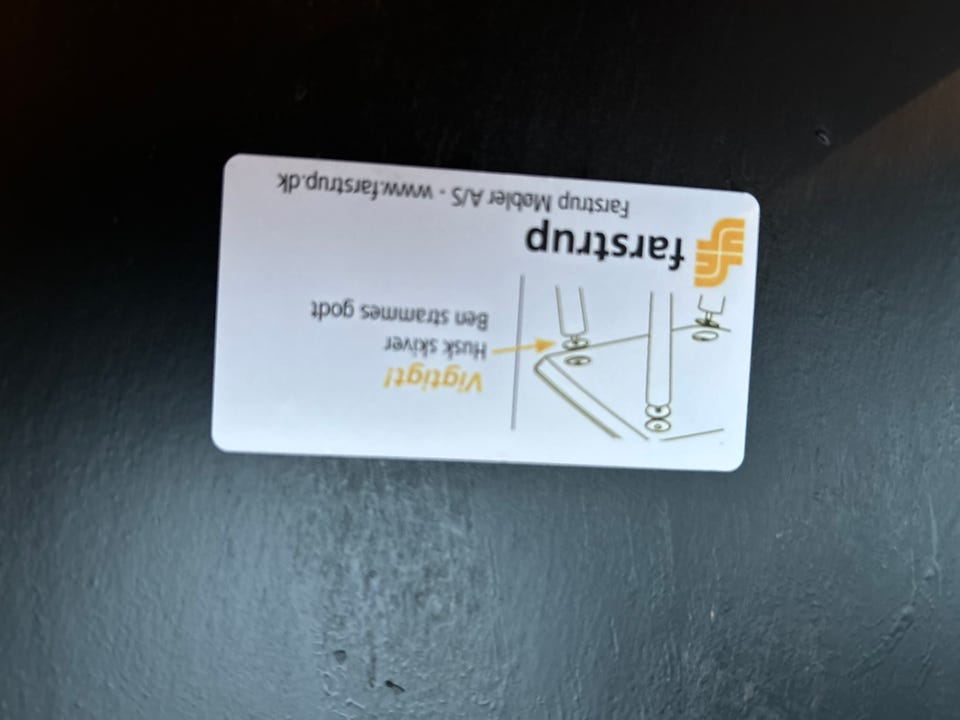 Vigtigt!
Husk skiver
Ben strammes godt
farstrup
Farstrup Møbler A/S - www.farstrup.dk